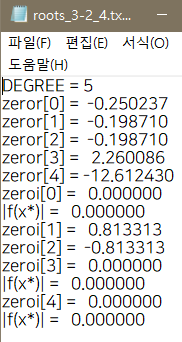 roots_3-2_4.tx...
파일(F) 편집(E) 서식(O)
도움말(H)
DEGREE = 5
zeror[0] = -0.250237
zeror[1] = -0.198710
zeror[2] = -0.198710
zeror[3] = 2.260086
zeror[4] = -12.612430
zeroi[0] = 0.000000
|f(x*)| = 0.000000
zeroi[1] = 0.813313
zeroi[2] = -0.813313
zeroi[3] = 0.000000
|f(x*)| = 0.000000
zeroi[4] = 0.000000
|f(x*)| = 0.000000